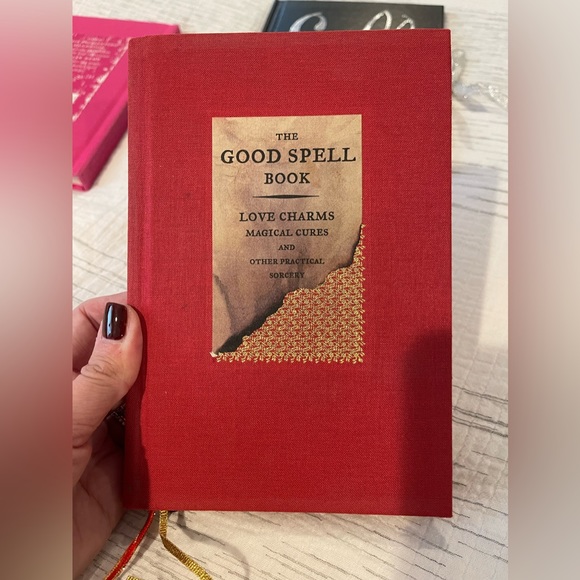 THE
GOOD SPELL
BOOK
LOVE CHARMS
MAGICAL CURES
AND
OTHER PRACTICAL
SORCERY